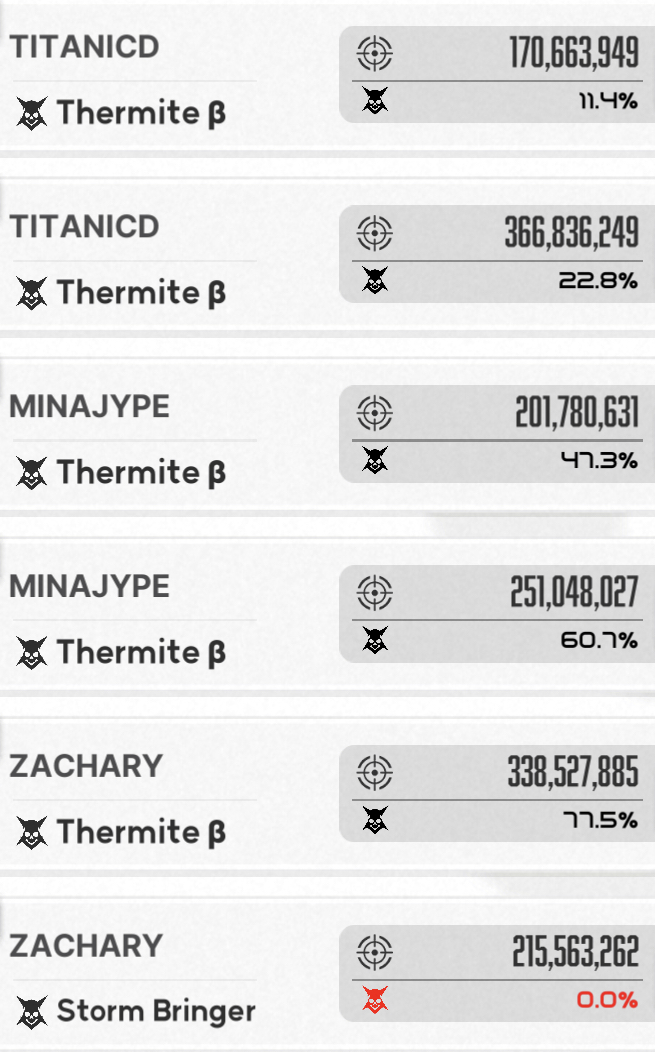 TITANICD
170,663,949
Thermite β
11.4%
TITANICD
366,836,249
Thermite β
22.8%
MINAJYPE
201,780,631
Thermite β
47.3%
MINAJYPE
251,048,027
Thermite β
60.7%
ZACHARY
338,527,885
Thermite β
77.5%
ZACHARY
215,563,262
Storm Bringer
0.0%